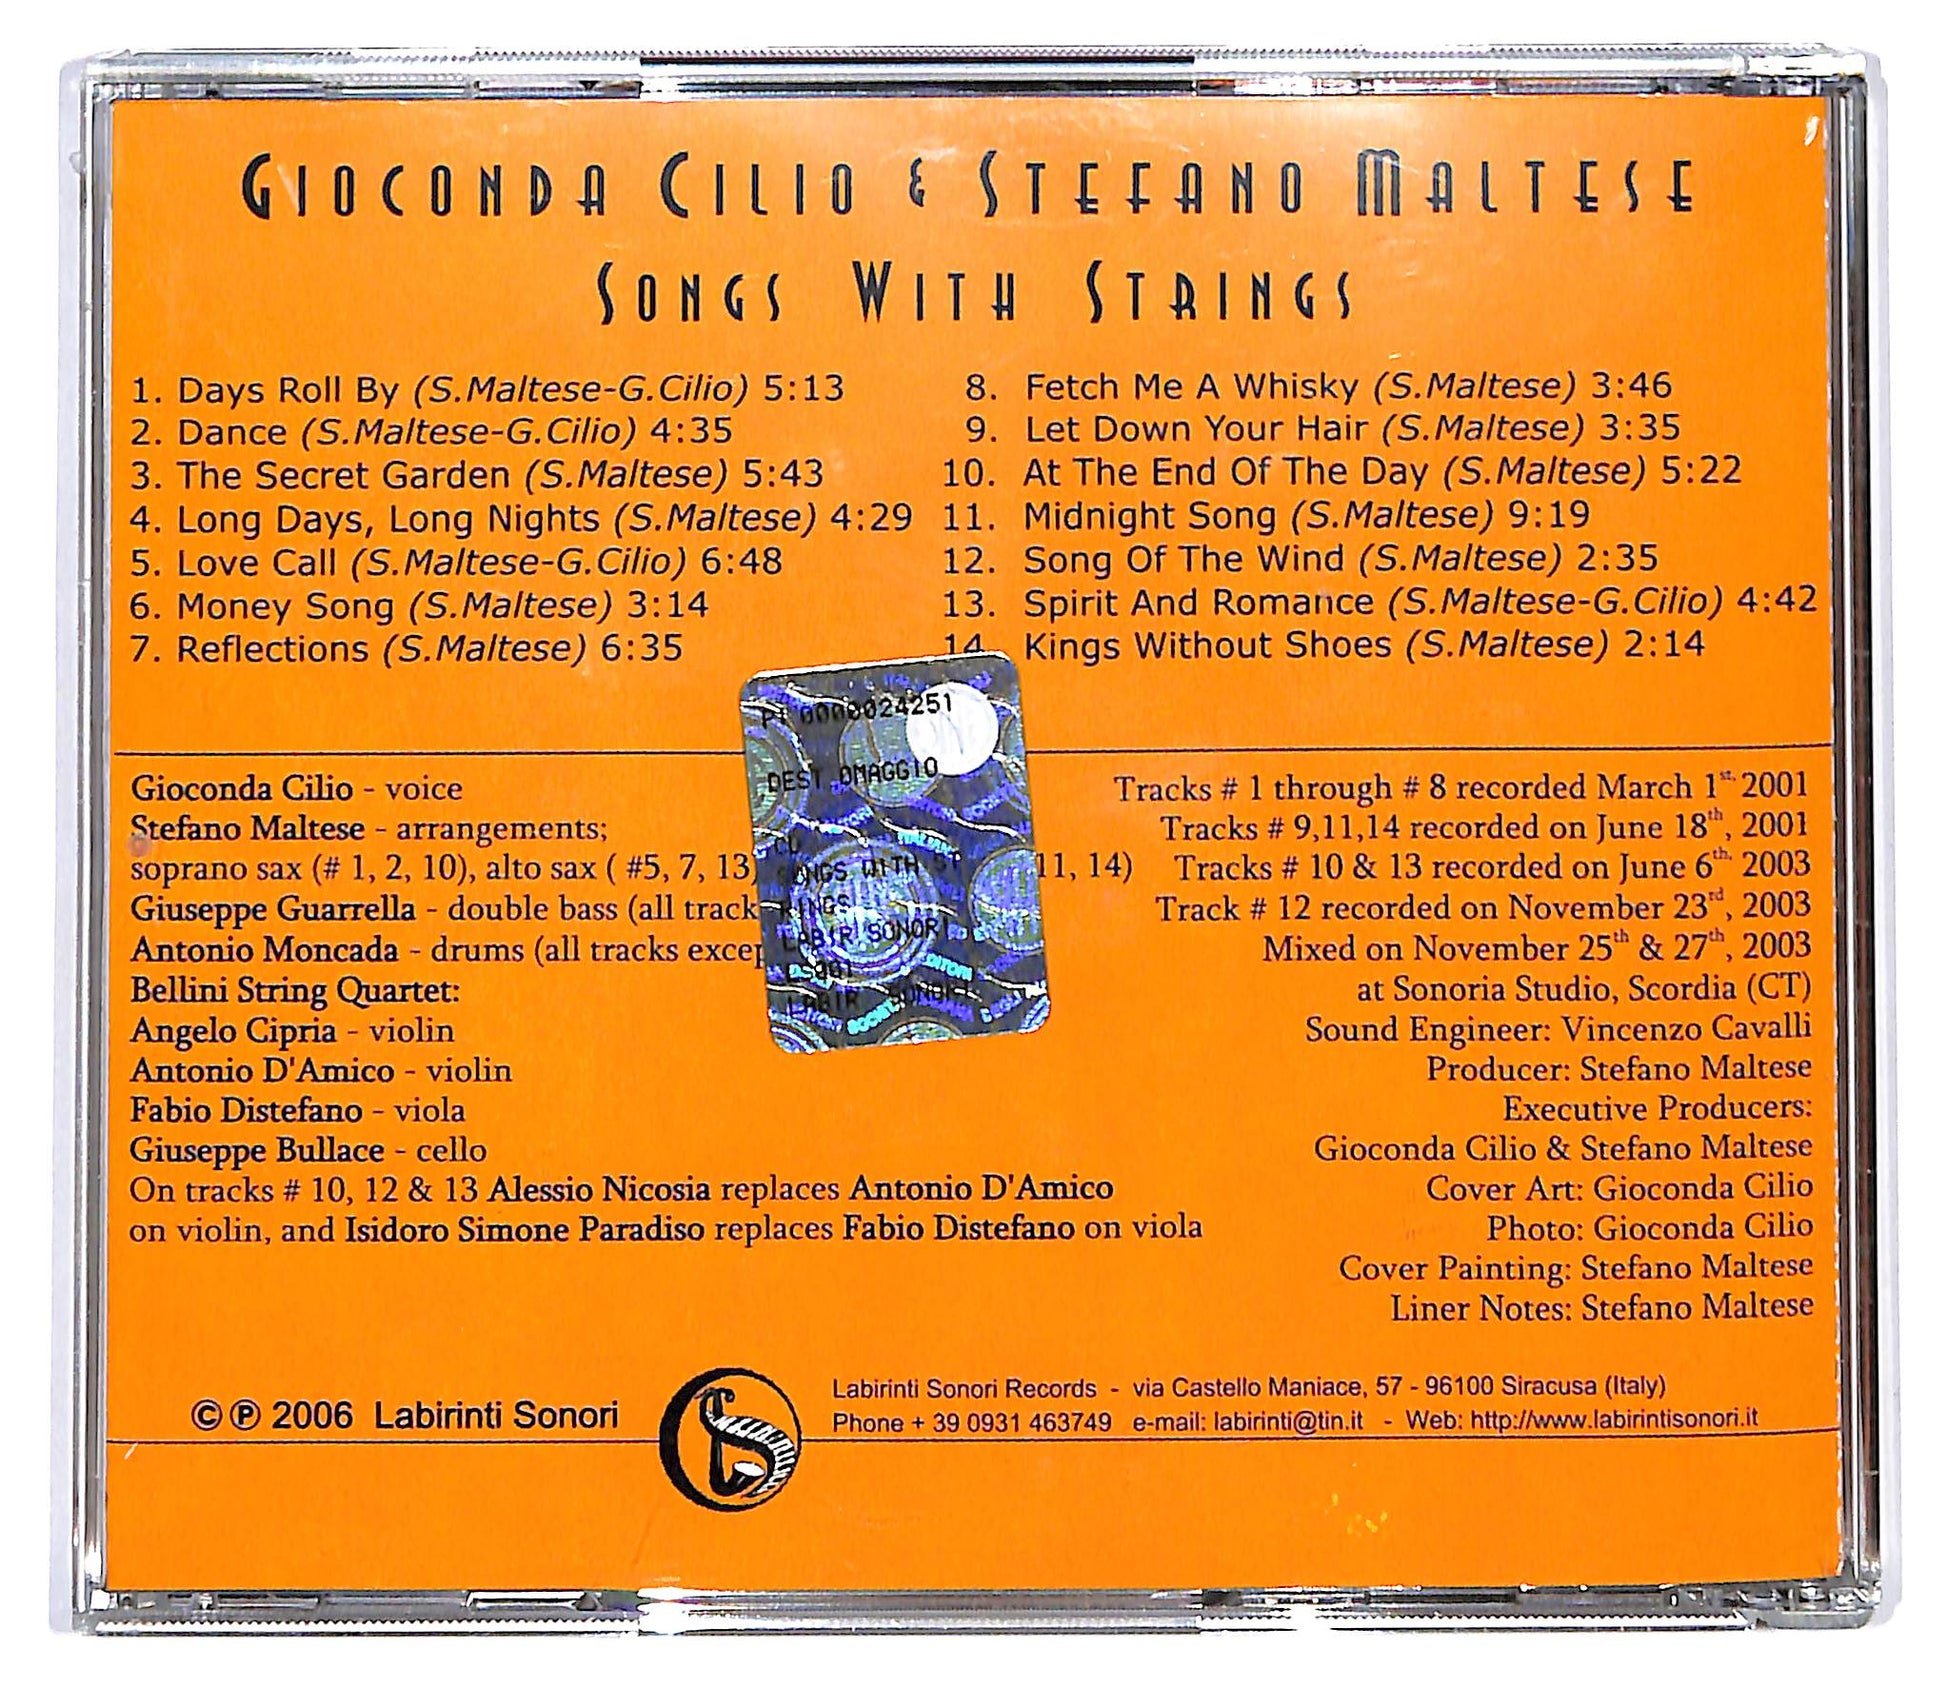 GIOCONDA CILIO & STEFANO MALTESE
SONGS WITH STRINGS
1. Days Roll By (S.Maltese-G.Cilio) 5:13
2. Dance (S.Maltese-G.Cilio) 4:35
3. The Secret Garden (S.Maltese) 5:43
4. Long Days, Long Nights (S.Maltese) 4:29
5. Love Call (S.Maltese-G.Cilio) 6:48
6. Money Song (S.Maltese) 3:14
7. Reflections (S.Maltese) 6:35
8. Fetch Me A Whisky (S.Maltese) 3:46
9. Let Down Your Hair (S.Maltese) 3:35
10. At The End Of The Day (S.Maltese) 5:22
11. Midnight Song (S.Maltese) 9:19
12. Song Of The Wind (S.Maltese) 2:35
13. Spirit And Romance (S.Maltese-G.Cilio) 4:42
14. Kings Without Shoes (S.Maltese) 2:14
PI 0000024251
DEST.OMAGGIO
CD
SONGS WITH ST
RINGS
LABIR SONORI
LS001
LABIR SONORI
Gioconda Cilio - voice
Stefano Maltese - arrangements;
soprano sax (# 1, 2, 10), alto sax ( #5, 7, 13) 11, 14)
Giuseppe Guarrella - double bass (all track
Antonio Moncada - drums (all tracks excep
Bellini String Quartet:
Angelo Cipria - violin
Antonio D'Amico - violin
Fabio Distefano - viola
Giuseppe Bullace - cello
On tracks # 10, 12 & 13 Alessio Nicosia replaces Antonio D'Amico
on violin, and Isidoro Simone Paradiso replaces Fabio Distefano on viola
Tracks # 1 through # 8 recorded March 1st. 2001
Tracks # 9,11,14 recorded on June 18th, 2001
Tracks # 10 & 13 recorded on June 6th. 2003
Track # 12 recorded on November 23rd, 2003
Mixed on November 25th & 27th, 2003
at Sonoria Studio, Scordia (CT)
Sound Engineer: Vincenzo Cavalli
Producer: Stefano Maltese
Executive Producers:
Gioconda Cilio & Stefano Maltese
Cover Art: Gioconda Cilio
Photo: Gioconda Cilio
Cover Painting: Stefano Maltese
Liner Notes: Stefano Maltese
© ℗ 2006 Labirinti Sonori
Labirinti Sonori Records - via Castello Maniace, 57 - 96100 Siracusa (Italy)
Phone + 39 0931 463749 e-mail: labirinti@tin.it - Web: http://www.labirintisonori.it